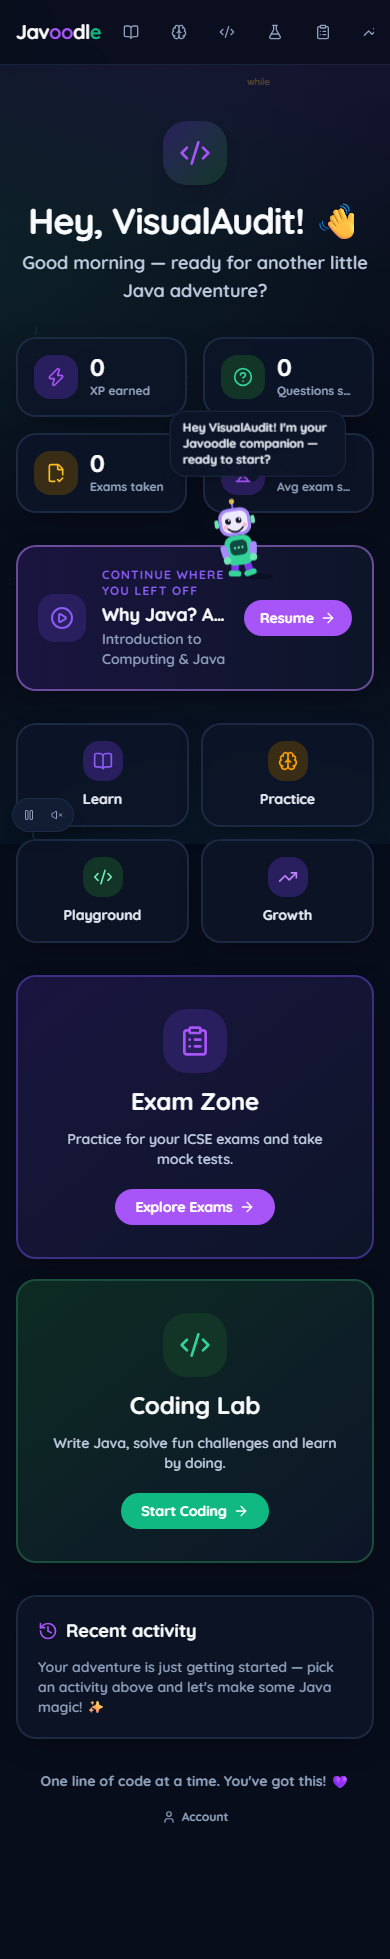 Javoodle
while
Hey, VisualAudit! 👋
Good morning — ready for another little
Java adventure?
0
XP earned
0
Questions s...
Hey VisualAudit! I'm your
Javoodle companion —
ready to start?
0
Exams taken
Avg exam s...
CONTINUE WHERE
YOU LEFT OFF
Why Java? A...
Introduction to
Computing & Java
Resume →
Learn
Practice
Playground
Growth
Exam Zone
Practice for your ICSE exams and take
mock tests.
Explore Exams →
Coding Lab
Write Java, solve fun challenges and learn
by doing.
Start Coding →
Recent activity
Your adventure is just getting started — pick
an activity above and let's make some Java
magic! ✨
One line of code at a time. You've got this! 💜
Account